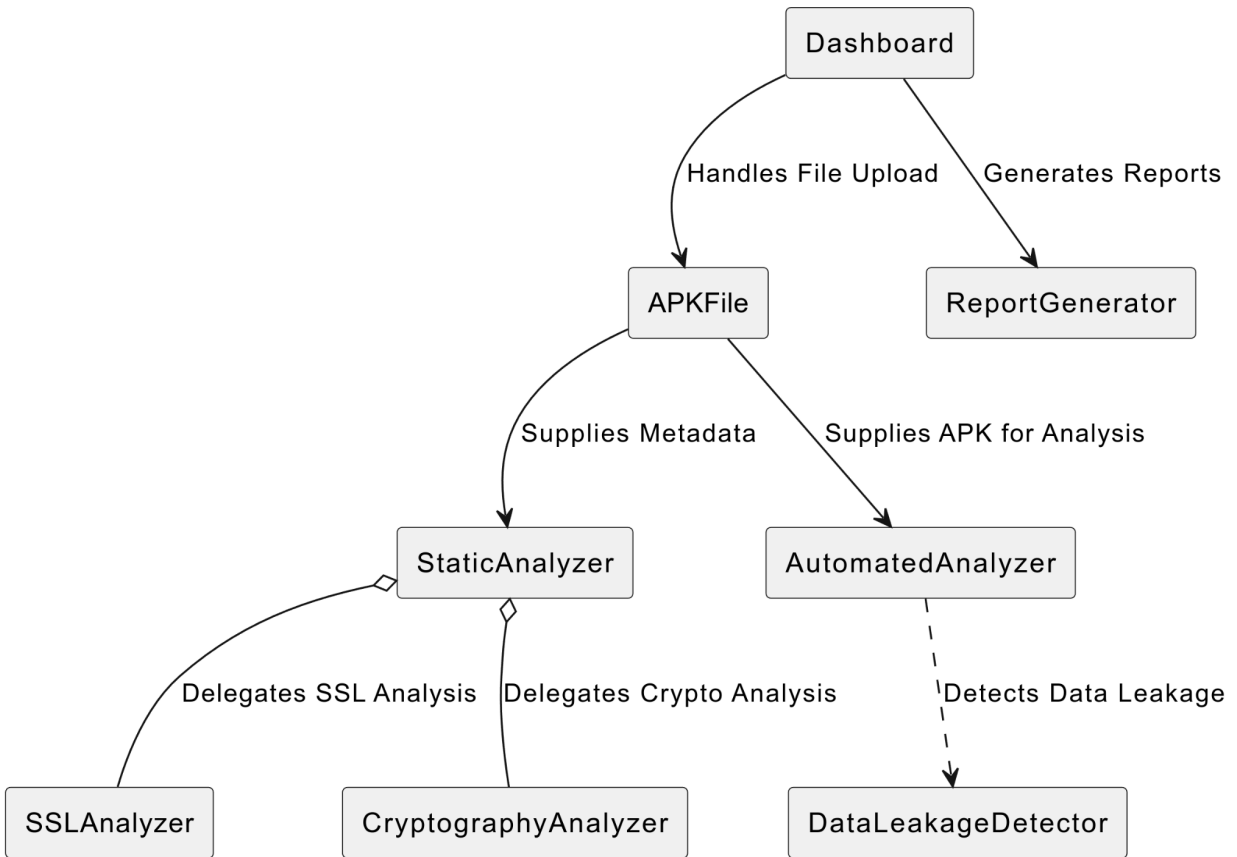 Dashboard
Handles File Upload
Generates Reports
APKFile
ReportGenerator
Supplies Metadata
Supplies APK for Analysis
StaticAnalyzer
AutomatedAnalyzer
Delegates SSL Analysis
Delegates Crypto Analysis
Detects Data Leakage
SSLAnalyzer
CryptographyAnalyzer
DataLeakageDetector